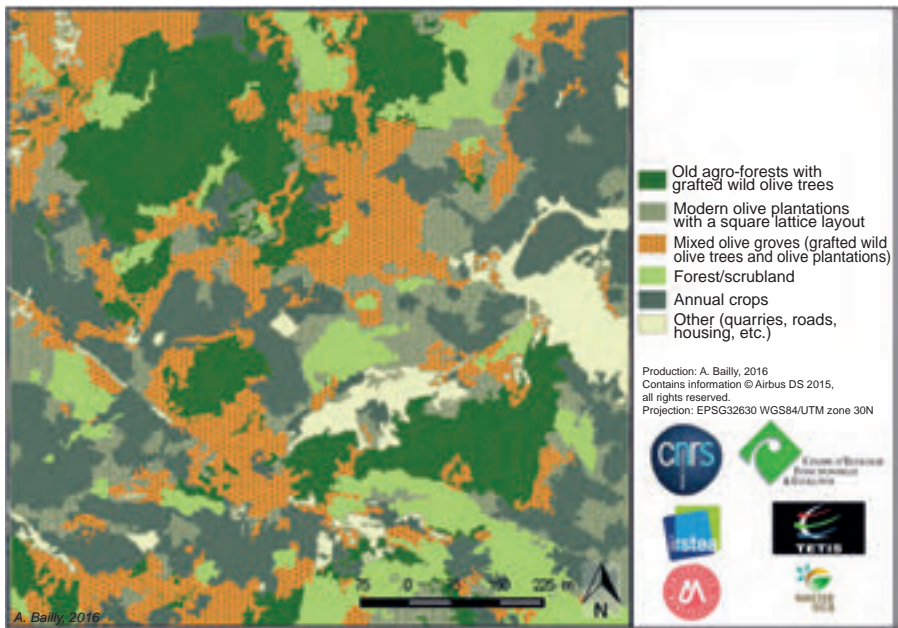 Old agro-forests with
grafted wild olive trees
Modern olive plantations
with a square lattice layout
Mixed olive groves (grafted wild
olive trees and olive plantations)
Forest/scrubland
Annual crops
Other (quarries, roads,
housing, etc.)
Production: A. Bailly, 2016
Contains information © Airbus DS 2015,
all rights reserved.
Projection: EPSG32630 WGS84/UTM zone 30N
cnrs
irstea
TETIS
75 0 225 m
N
A. Bailly, 2016